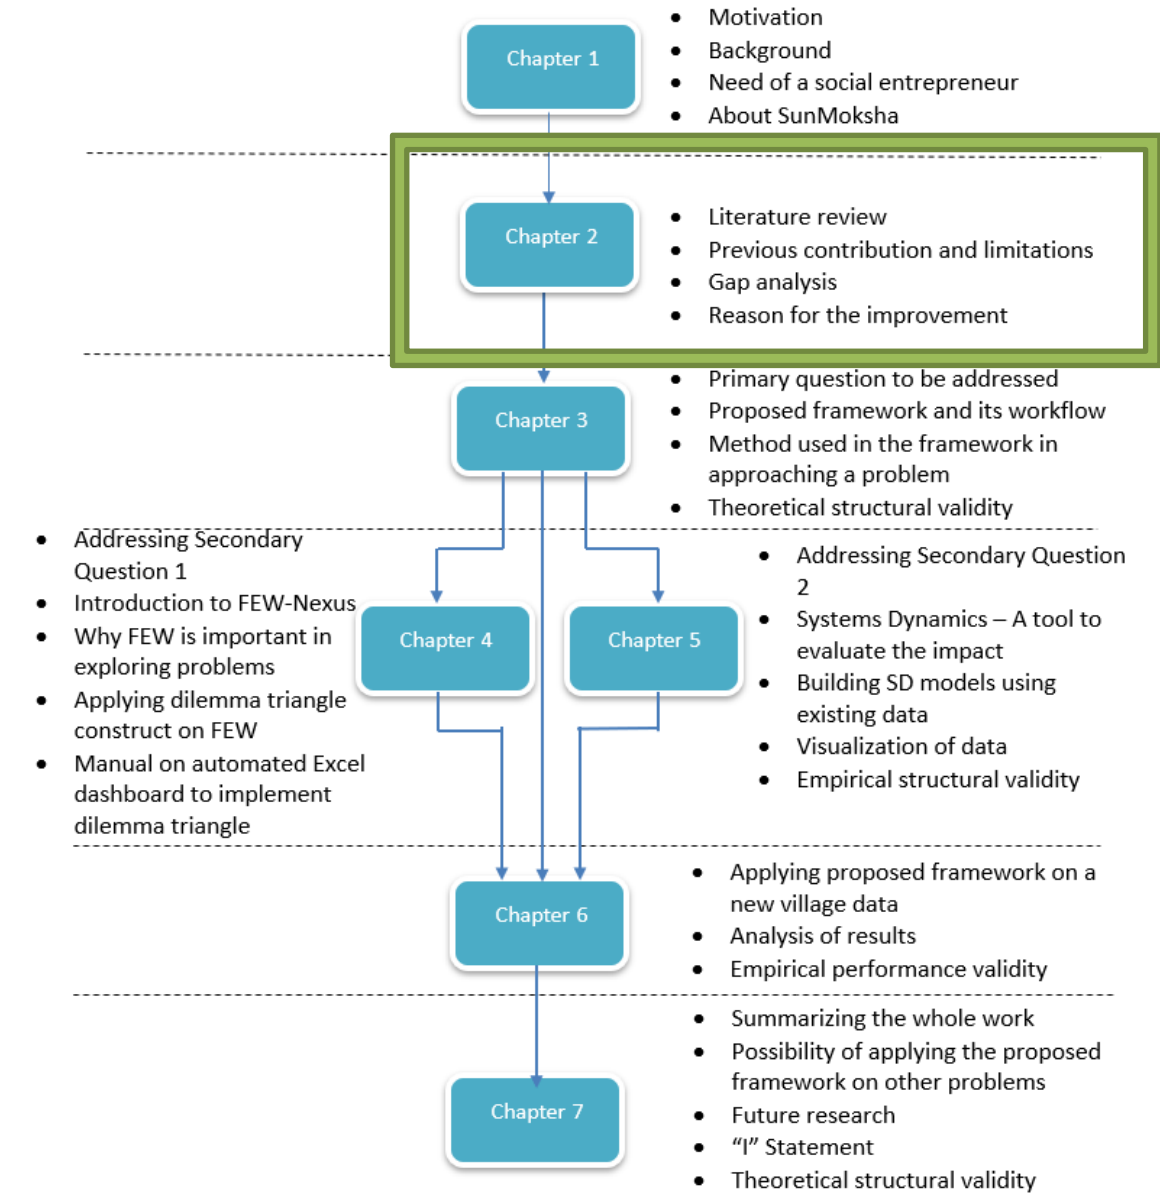 Chapter 1
• Motivation
• Background
• Need of a social entrepreneur
• About SunMoksha
Chapter 2
• Literature review
• Previous contribution and limitations
• Gap analysis
• Reason for the improvement
Chapter 3
• Primary question to be addressed
• Proposed framework and its workflow
• Method used in the framework in
approaching a problem
• Theoretical structural validity
• Addressing Secondary
Question 1
• Introduction to FEW-Nexus
• Why FEW is important in
exploring problems
• Applying dilemma triangle
construct on FEW
• Manual on automated Excel
dashboard to implement
dilemma triangle
Chapter 4
Chapter 5
• Addressing Secondary Question
2
• Systems Dynamics – A tool to
evaluate the impact
• Building SD models using
existing data
• Visualization of data
• Empirical structural validity
Chapter 6
• Applying proposed framework on a
new village data
• Analysis of results
• Empirical performance validity
Chapter 7
• Summarizing the whole work
• Possibility of applying the proposed
framework on other problems
• Future research
• “I” Statement
• Theoretical structural validity